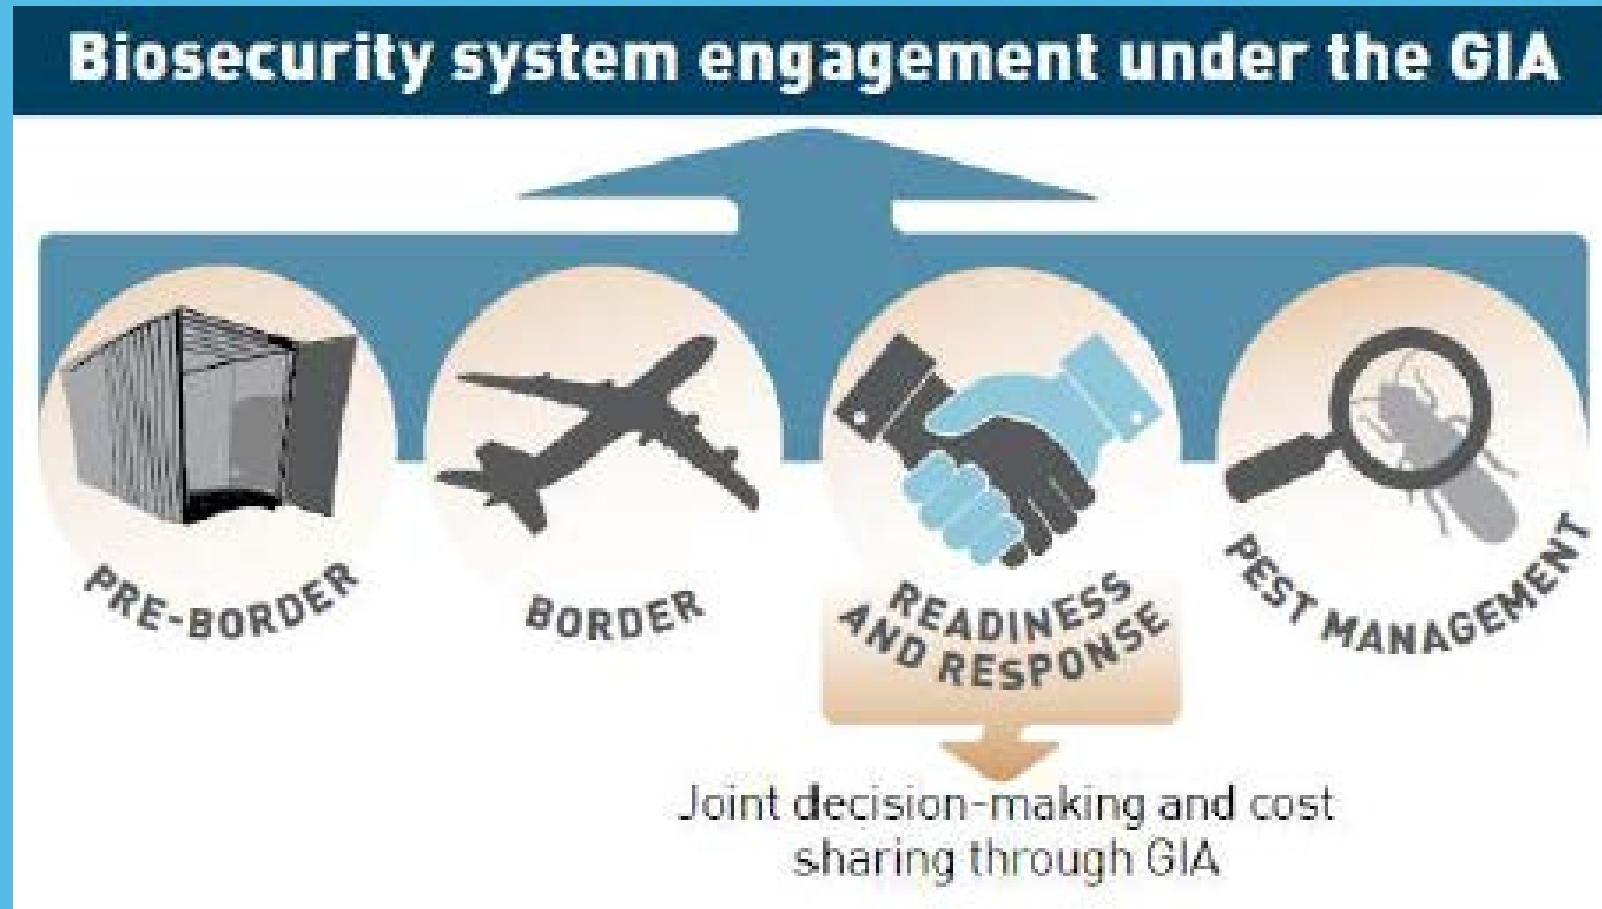 Biosecurity system engagement under the GIA
PRE-BORDER
BORDER
READINESS
AND RESPONSE
PEST MANAGEMENT
Joint decision-making and cost
sharing through GIA